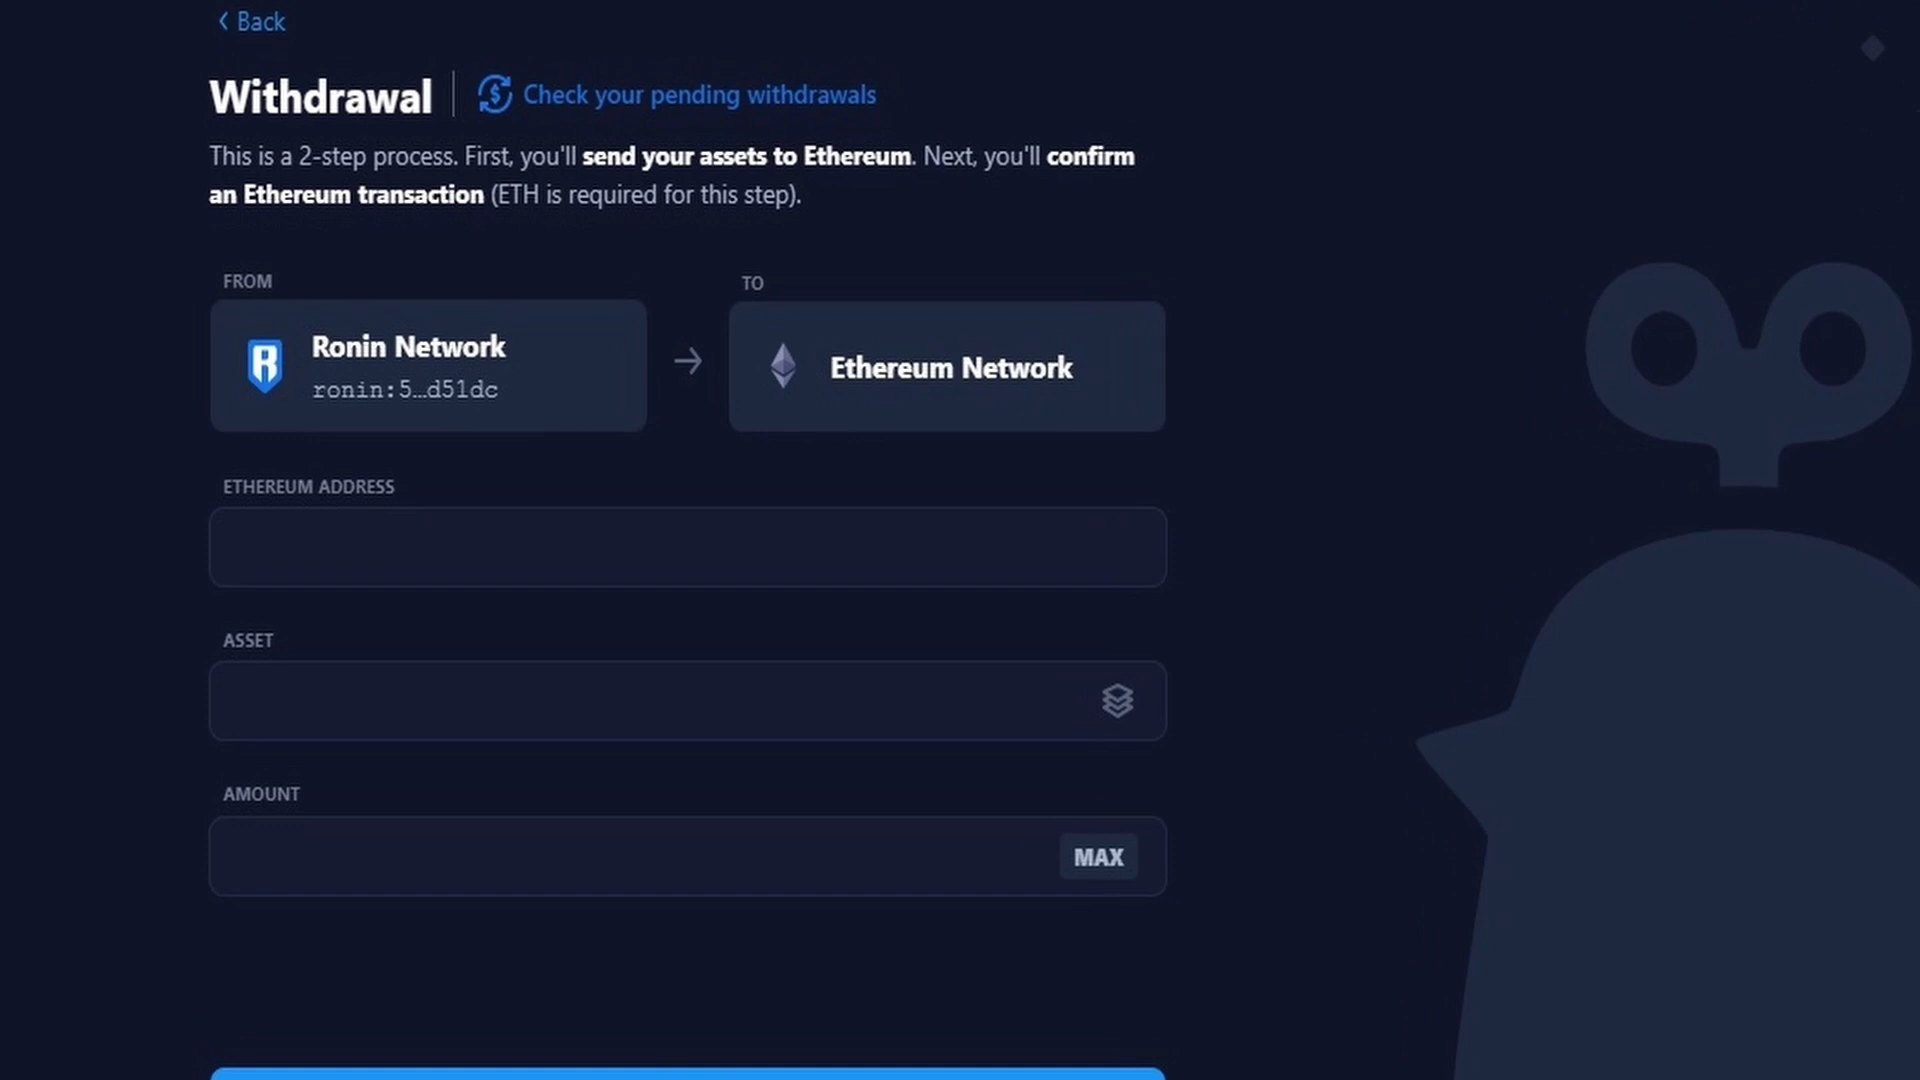 Back
Withdrawal
Check your pending withdrawals
This is a 2-step process. First, you'll send your assets to Ethereum. Next, you'll confirm
an Ethereum transaction (ETH is required for this step).
FROM
Ronin Network
ronin:5…d51dc
TO
Ethereum Network
ETHEREUM ADDRESS
ASSET
AMOUNT
MAX